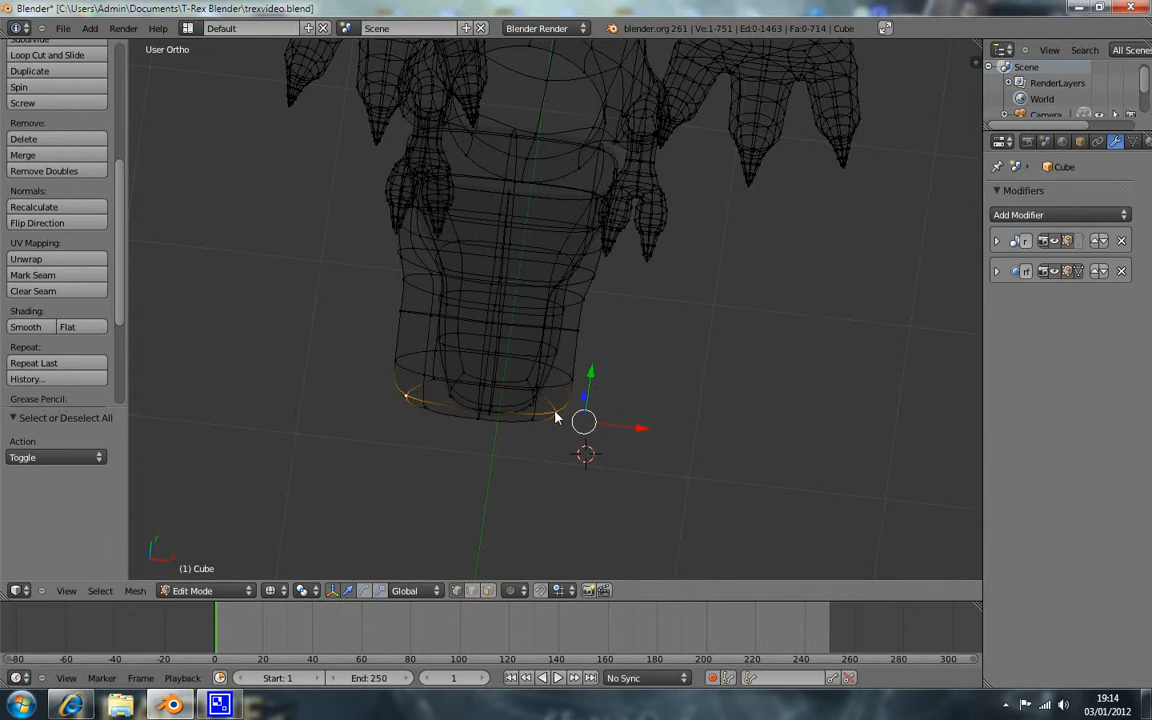 Blender* [C:\Users\Admin\Documents\T-Rex Blender\trexvideo.blend]
File Add Render Help Default Scene Blender Render blender.org 261 | Ve:1-751 | Ed:0-1463 | Fa:0-714 | Cube
Subdivide
Loop Cut and Slide
Duplicate
Spin
Screw
Remove:
Delete
Merge
Remove Doubles
Normals:
Recalculate
Flip Direction
UV Mapping:
Unwrap
Mark Seam
Clear Seam
Shading:
Smooth Flat
Repeat:
Repeat Last
History...
Grease Pencil:
Select or Deselect All
Action
Toggle
User Ortho
y
x
(1) Cube
View Search All Scenes
Scene
RenderLayers
World
Camera
Cube
Modifiers
Add Modifier
r
rf
View Select Mesh Edit Mode Global
-80 -60 -40 -20 0 20 40 60 80 100 120 140 160 180 200 220 240 260 280 300
View Marker Frame Playback Start: 1 End: 250 1 No Sync
19:14
03/01/2012